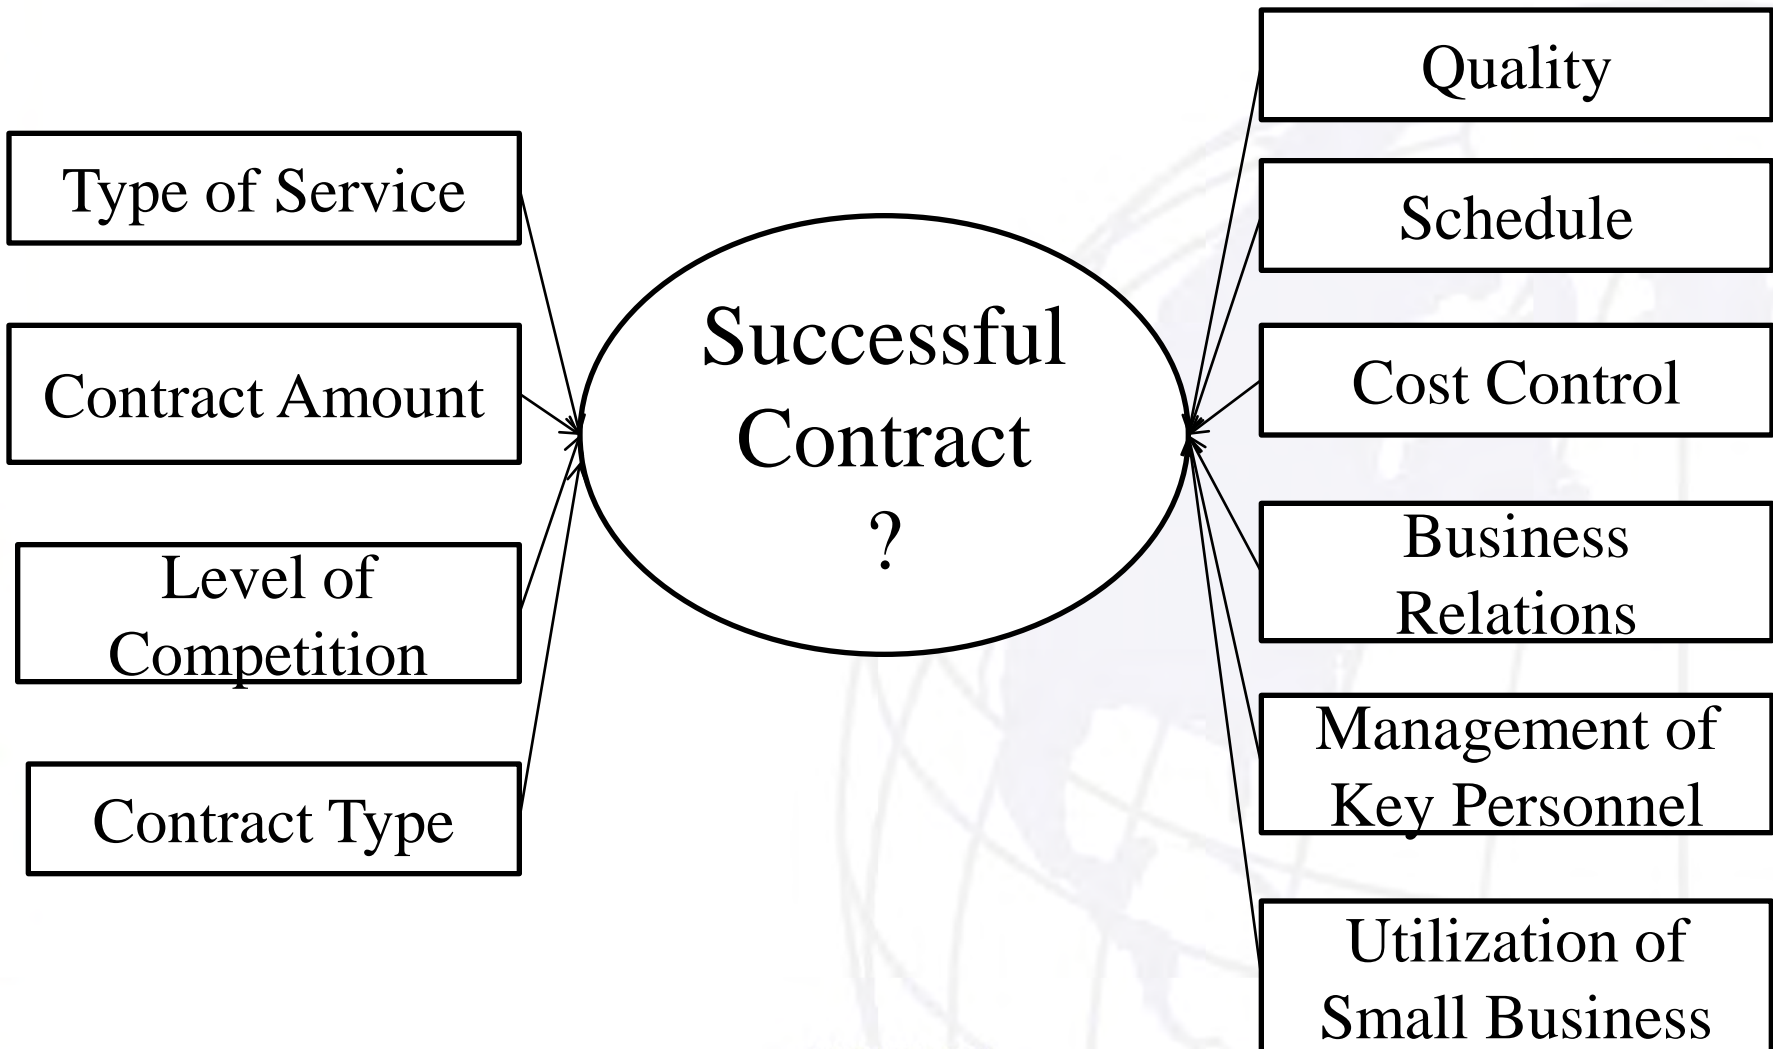 Type of Service
Contract Amount
Level of
Competition
Contract Type
Successful
Contract
?
Quality
Schedule
Cost Control
Business
Relations
Management of
Key Personnel
Utilization of
Small Business